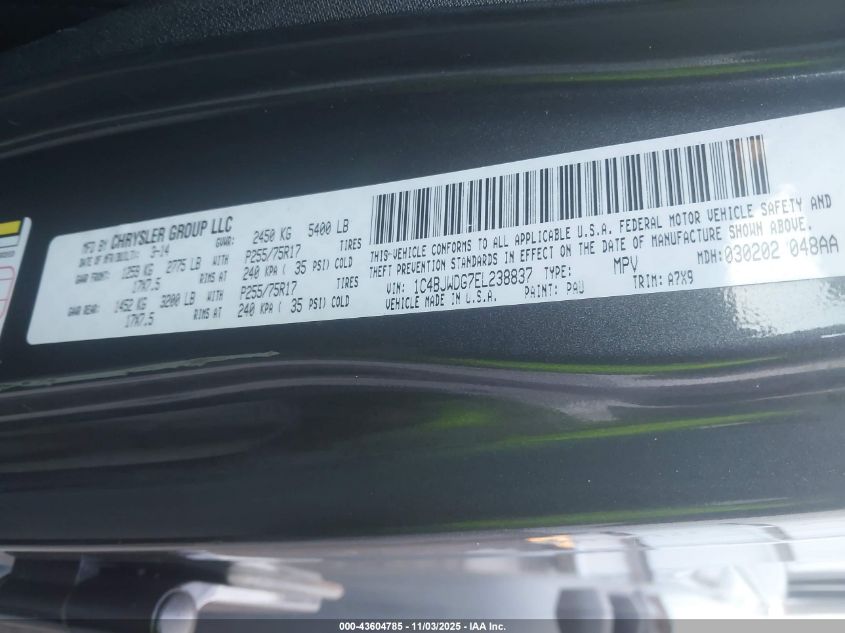 MFD BY CHRYSLER GROUP LLC
DATE OF MFR/BUILT: 3-14 GVWR: 2450 KG 5400 LB
GAWR FRONT: 1259 KG 2775 LB WITH P255/75R17 TIRES
17X7.5 RIMS AT 240 KPA ( 35 PSI) COLD
GAWR REAR: 1452 KG 3200 LB WITH P255/75R17 TIRES
17X7.5 RIMS AT 240 KPA ( 35 PSI) COLD
THIS VEHICLE CONFORMS TO ALL APPLICABLE U.S.A. FEDERAL MOTOR VEHICLE SAFETY AND
THEFT PREVENTION STANDARDS IN EFFECT ON THE DATE OF MANUFACTURE SHOWN ABOVE.
VIN: 1C4BJWDG7EL238837 TYPE: MPV MDH: 030202 048AA
VEHICLE MADE IN U.S.A. PAINT: PAU TRIM: A7X9
000-43604785 - 11/03/2025 - IAA Inc.